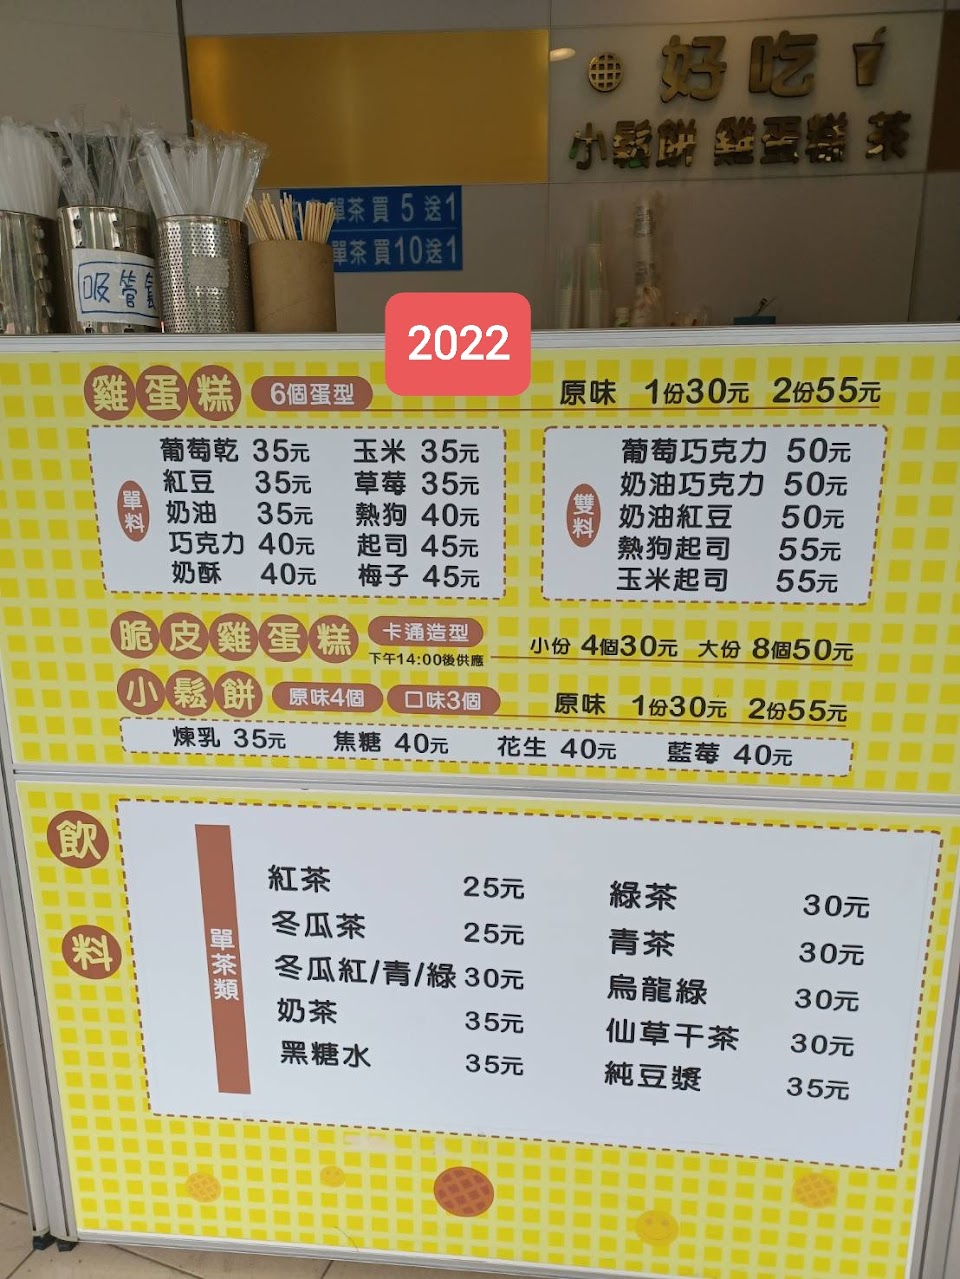 好吃
小鬆餅 雞蛋糕 茶
單茶買5送1
單茶買10送1
吸管
2022
雞蛋糕 6個蛋型 原味 1份30元 2份55元
單料
葡萄乾 35元 玉米 35元
紅豆 35元 草莓 35元
奶油 35元 熱狗 40元
巧克力 40元 起司 45元
奶酥 40元 梅子 45元
雙料
葡萄巧克力 50元
奶油巧克力 50元
奶油紅豆 50元
熱狗起司 55元
玉米起司 55元
脆皮雞蛋糕 卡通造型 小份 4個30元 大份 8個50元
下午14:00後供應
小鬆餅 原味4個 口味3個 原味 1份30元 2份55元
煉乳 35元 焦糖 40元 花生 40元 藍莓 40元
飲料
單茶類
紅茶 25元 綠茶 30元
冬瓜茶 25元 青茶 30元
冬瓜紅/青/綠 30元 烏龍綠 30元
奶茶 35元 仙草干茶 30元
黑糖水 35元 純豆漿 35元